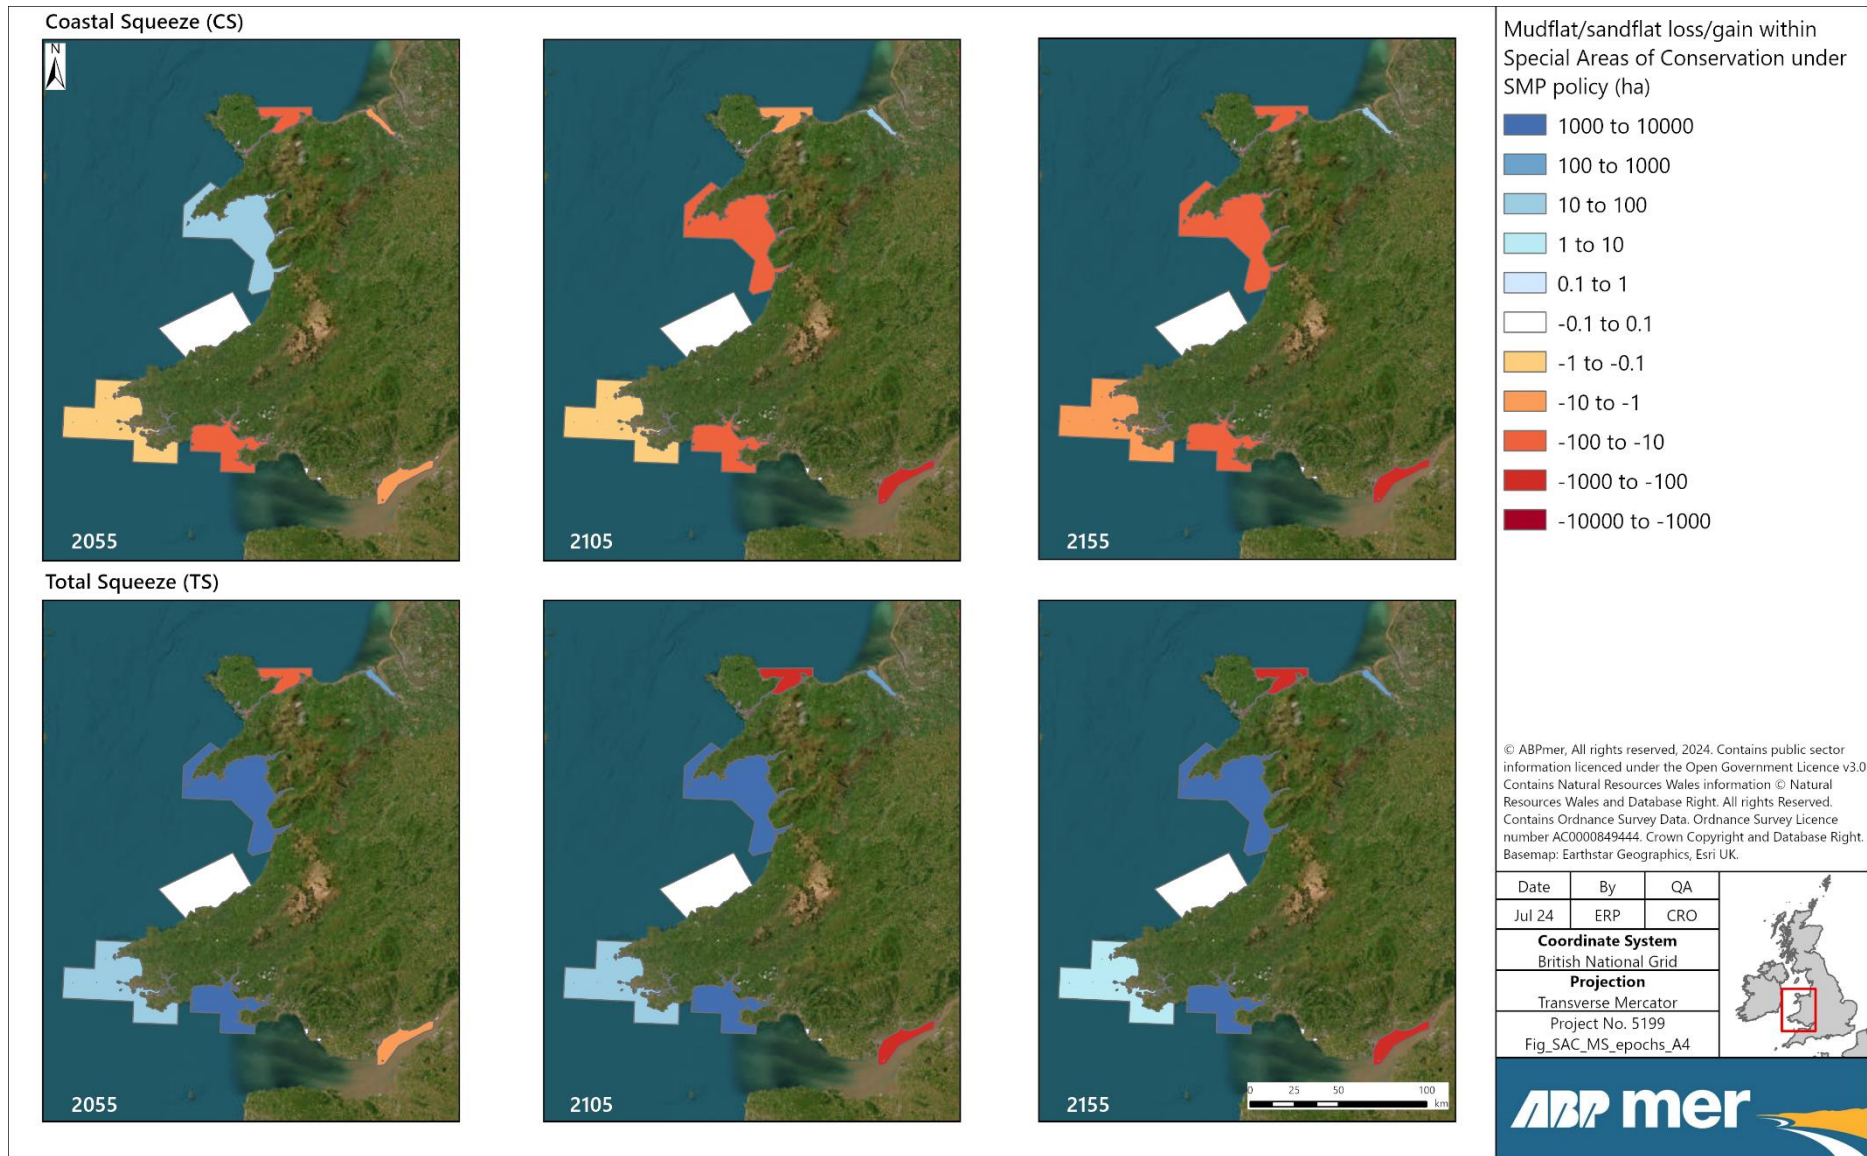 Coastal Squeeze (CS)
N
2055
2105
2155
Total Squeeze (TS)
2055
2105
2155
0 25 50 100
km
Mudflat/sandflat loss/gain within
Special Areas of Conservation under
SMP policy (ha)
1000 to 10000
100 to 1000
10 to 100
1 to 10
0.1 to 1
-0.1 to 0.1
-1 to -0.1
-10 to -1
-100 to -10
-1000 to -100
-10000 to -1000
© ABPmer, All rights reserved, 2024. Contains public sector
information licenced under the Open Government Licence v3.0
Contains Natural Resources Wales information © Natural
Resources Wales and Database Right. All rights Reserved.
Contains Ordnance Survey Data. Ordnance Survey Licence
number AC0000849444. Crown Copyright and Database Right.
Basemap: Earthstar Geographics, Esri UK.
Date By QA
Jul 24 ERP CRO
Coordinate System
British National Grid
Projection
Transverse Mercator
Project No. 5199
Fig_SAC_MS_epochs_A4
ABPmer